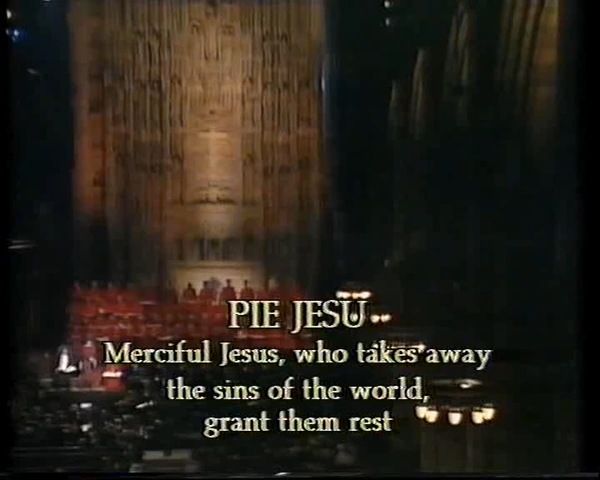 PIE JESU
Merciful Jesus, who takes away
the sins of the world,
grant them rest